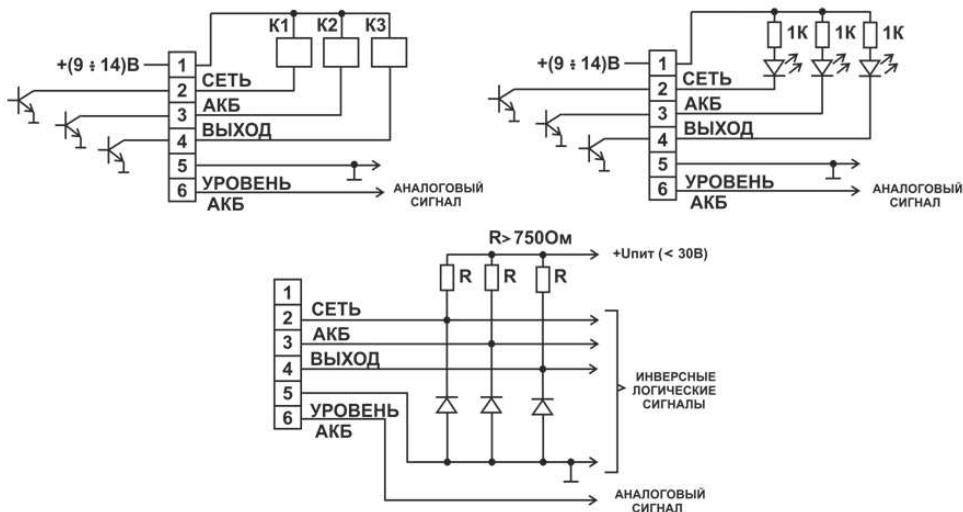 К1 К2 К3
+(9 ÷ 14)В
1
СЕТЬ
2
АКБ
3
ВЫХОД
4
5
УРОВЕНЬ
6
АКБ
АНАЛОГОВЫЙ
СИГНАЛ
1К 1К 1К
+(9 ÷ 14)В
1
СЕТЬ
2
АКБ
3
ВЫХОД
4
5
УРОВЕНЬ
6
АКБ
АНАЛОГОВЫЙ
СИГНАЛ
R>750Ом
+Uпит (< 30В)
R R R
1
СЕТЬ
2
АКБ
3
ВЫХОД
4
5
УРОВЕНЬ
6
АКБ
ИНВЕРСНЫЕ
ЛОГИЧЕСКИЕ
СИГНАЛЫ
АНАЛОГОВЫЙ
СИГНАЛ